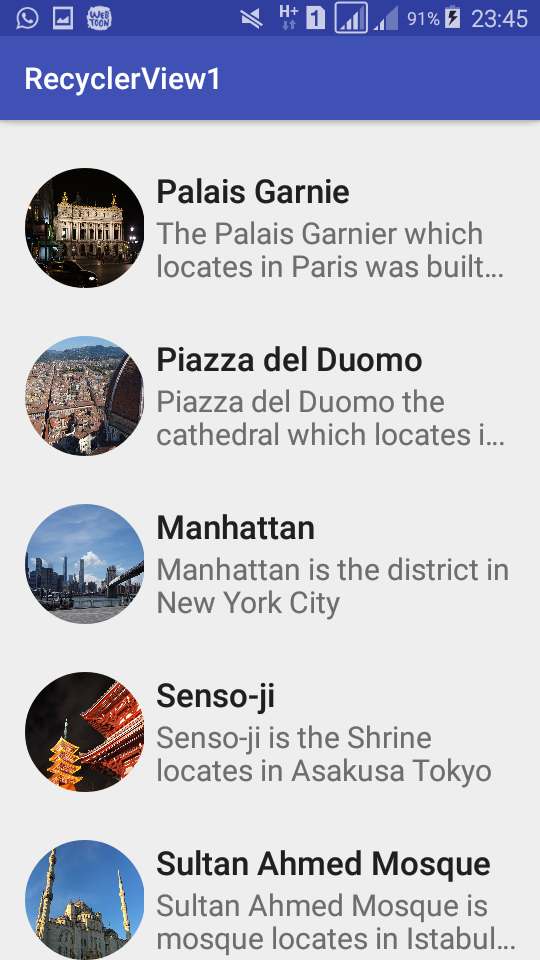 WEB
TOON
H+
1
91%
23:45
RecyclerView1
Palais Garnie
The Palais Garnier which
locates in Paris was built...
Piazza del Duomo
Piazza del Duomo the
cathedral which locates i...
Manhattan
Manhattan is the district in
New York City
Senso-ji
Senso-ji is the Shrine
locates in Asakusa Tokyo
Sultan Ahmed Mosque
Sultan Ahmed Mosque is
mosque locates in Istabul...